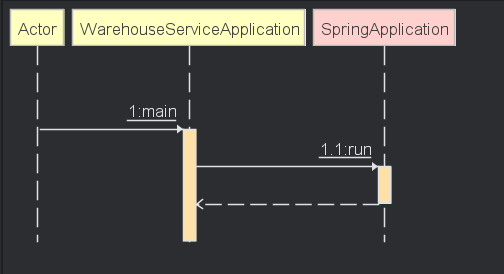 Actor
WarehouseServiceApplication
SpringApplication
1:main
1.1:run